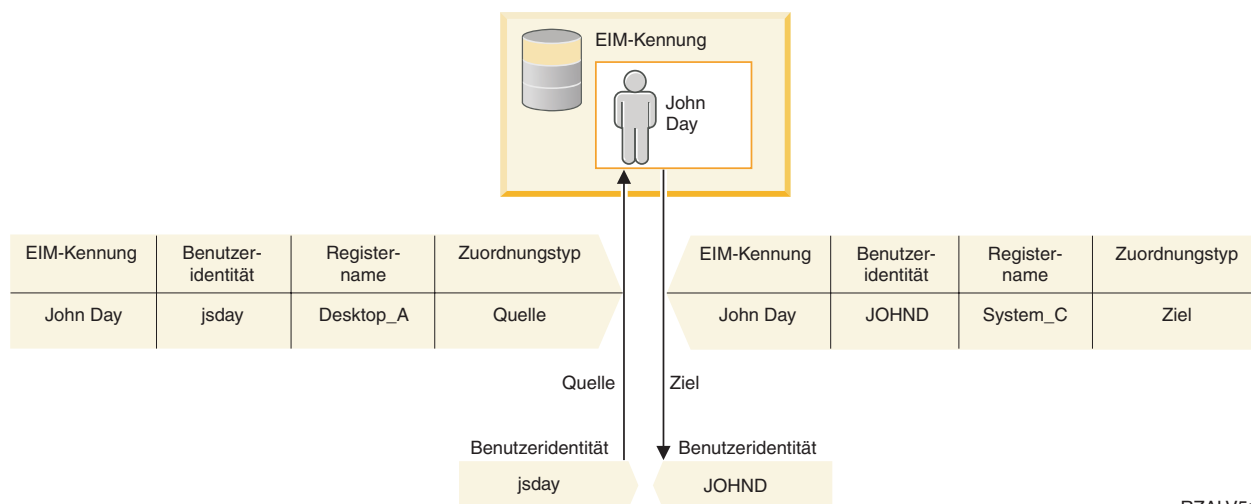 EIM-Kennung
John
Day
EIM-Kennung
Benutzer-
identität
Register-
name
Zuordnungstyp
John Day
jsday
Desktop_A
Quelle
EIM-Kennung
Benutzer-
identität
Register-
name
Zuordnungstyp
John Day
JOHND
System_C
Ziel
Quelle
Ziel
Benutzeridentität
Benutzeridentität
jsday
JOHND